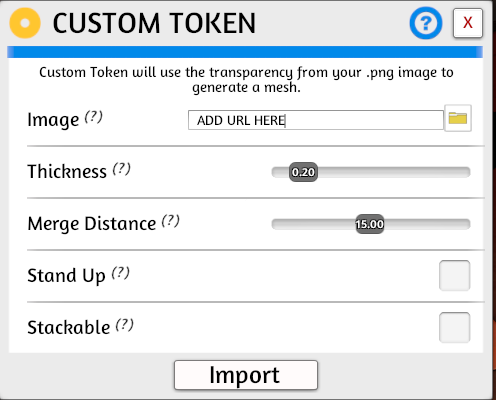 CUSTOM TOKEN ? X
Custom Token will use the transparency from your .png image to
generate a mesh.
Image (?) ADD URL HERE
Thickness (?) 0.20
Merge Distance (?) 15.00
Stand Up (?)
Stackable (?)
Import